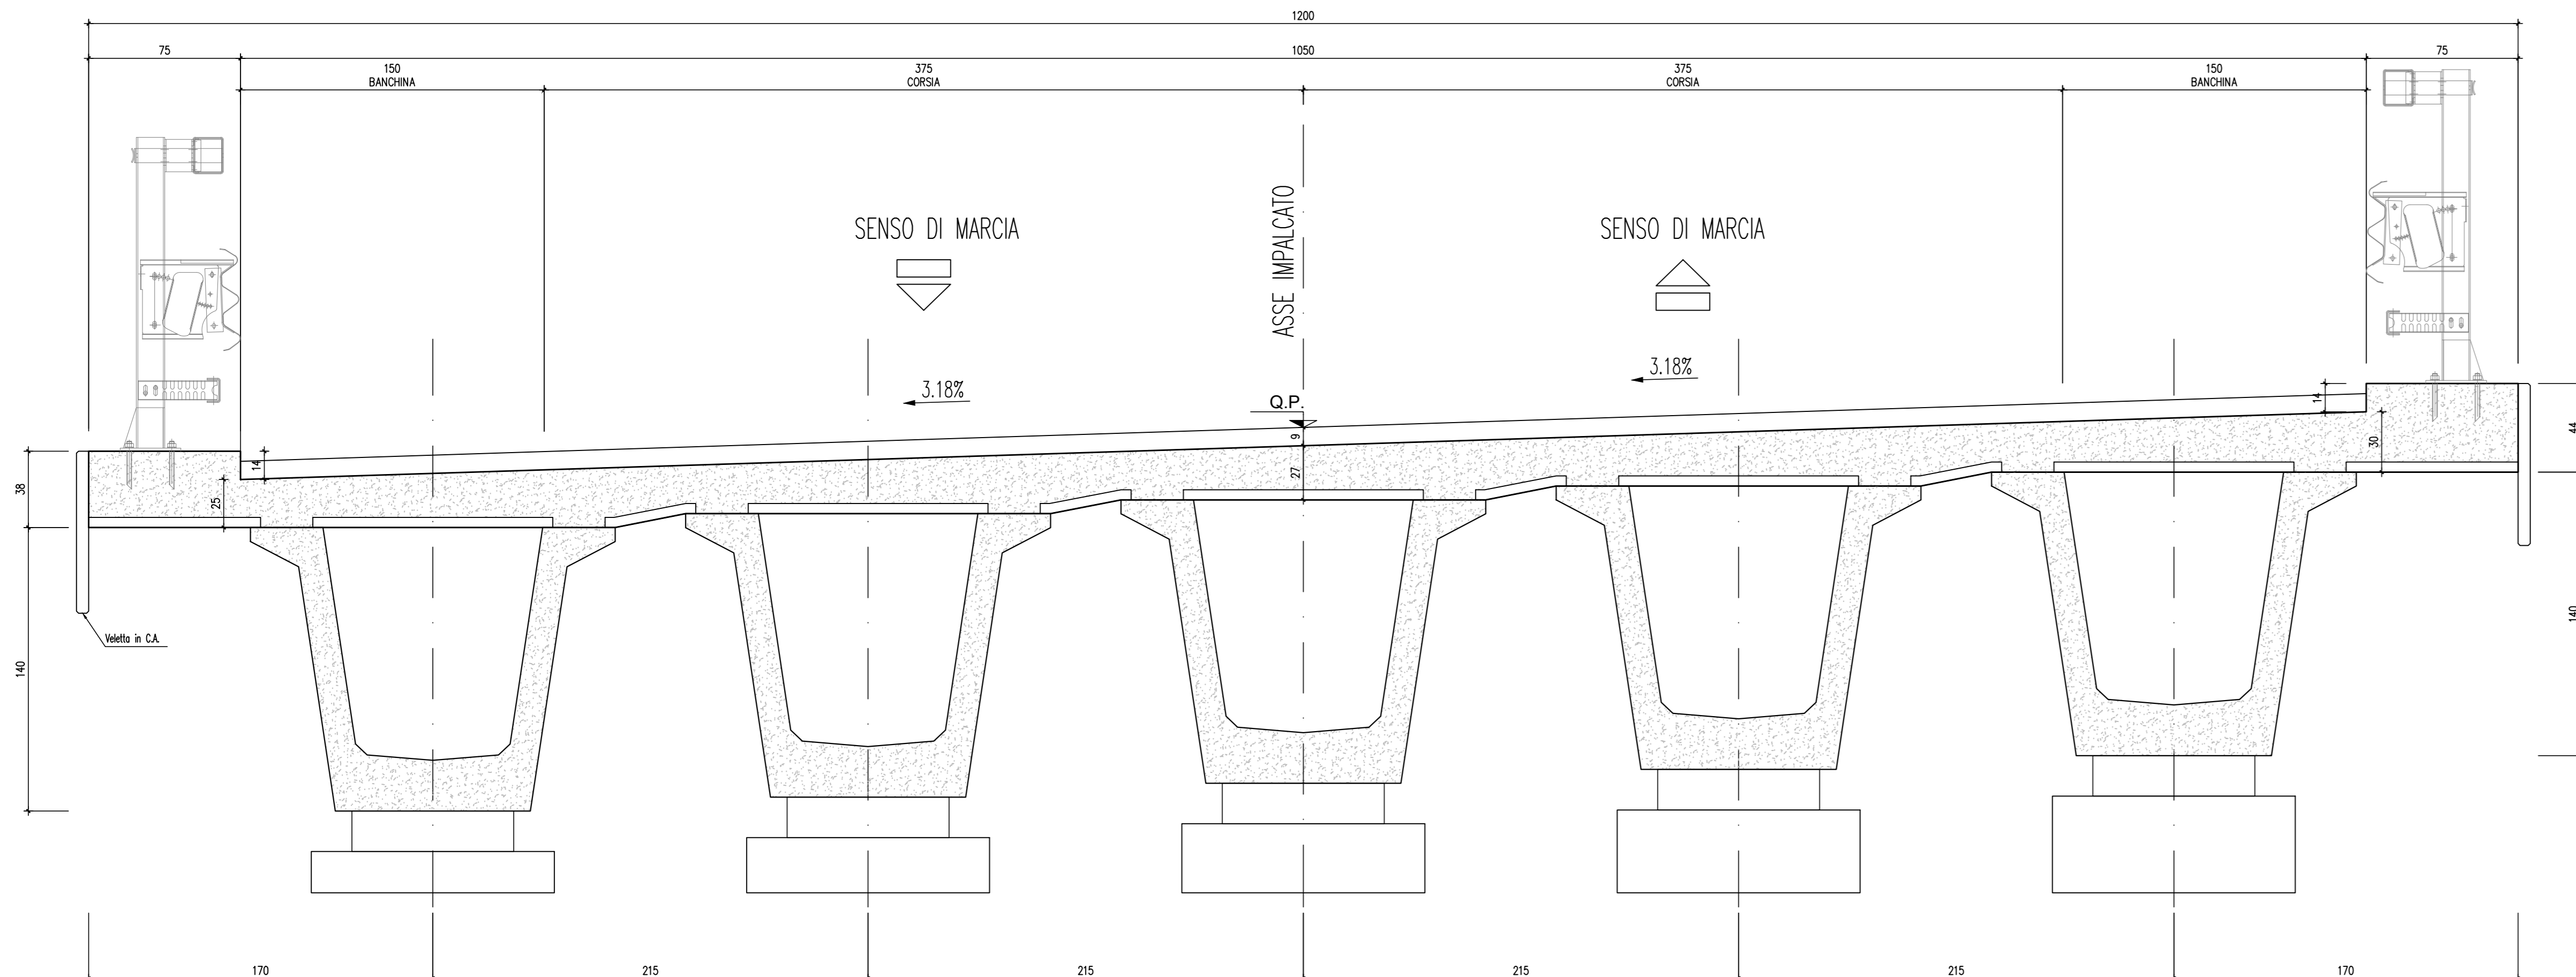 1200
75
1050
75
150
BANCHINA
375
CORSIA
375
CORSIA
150
BANCHINA
SENSO DI MARCIA
ASSE IMPALCATO
SENSO DI MARCIA
3.18%
3.18%
Q.P.
14
9
44
14
30
27
38
25
Veletta in C.A.
140
140
170
215
215
215
215
170